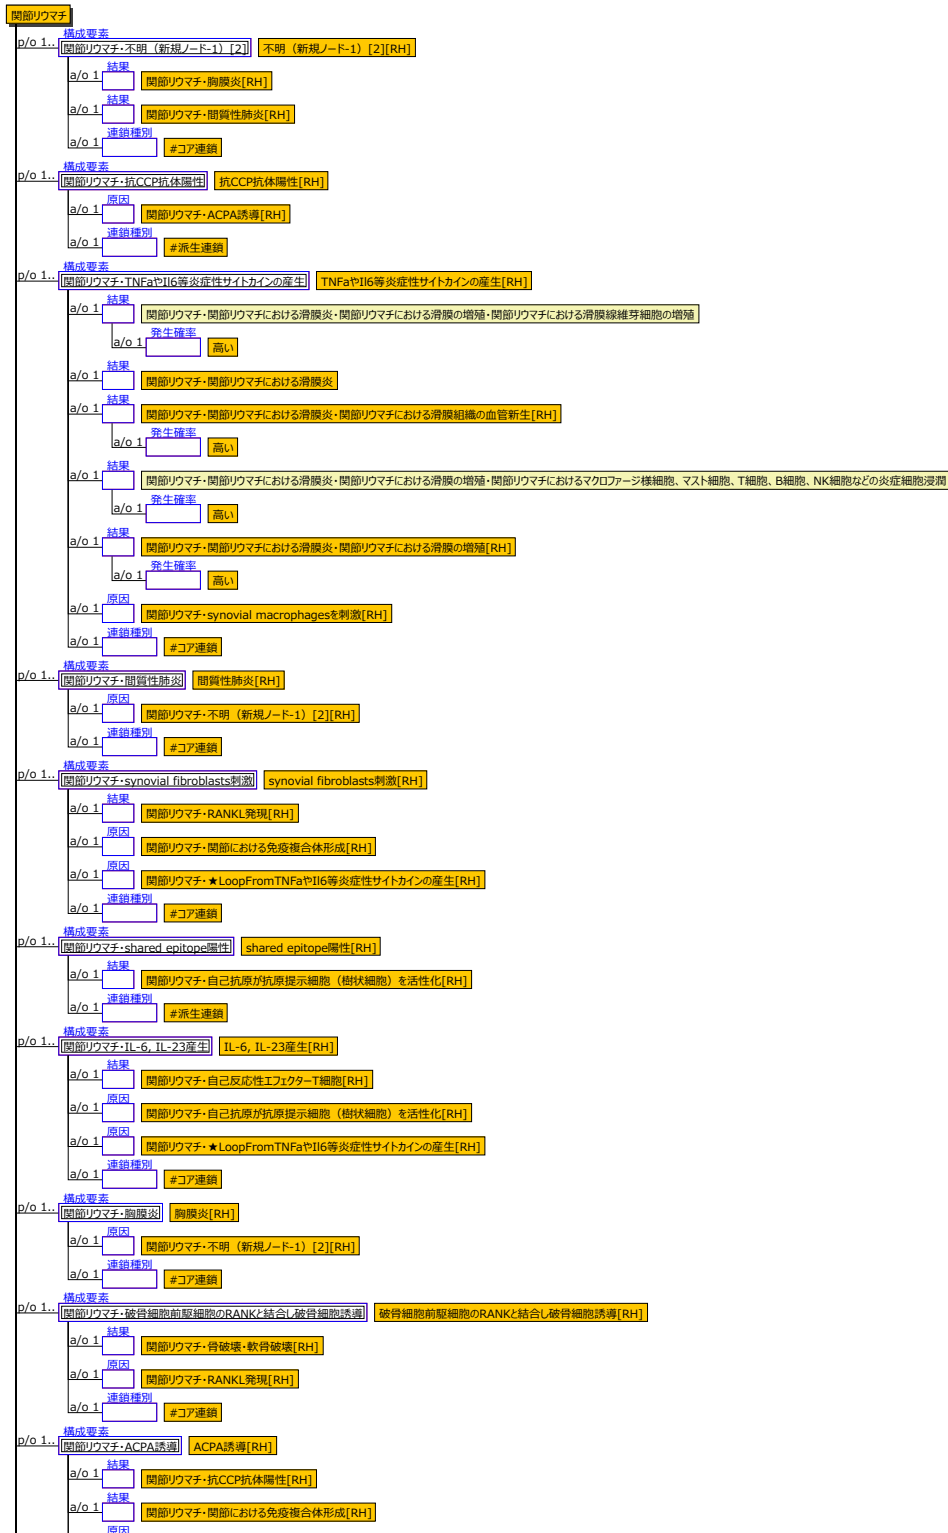 関節リウマチ
構成要素
p/o 1.. 関節リウマチ・不明（新規ノード-1）[2] 不明（新規ノード-1）[2][RH]
結果
a/o 1 関節リウマチ・胸膜炎[RH]
結果
a/o 1 関節リウマチ・間質性肺炎[RH]
連鎖種別
a/o 1 #コア連鎖
構成要素
p/o 1.. 関節リウマチ・抗CCP抗体陽性 抗CCP抗体陽性[RH]
原因
a/o 1 関節リウマチ・ACPA誘導[RH]
連鎖種別
a/o 1 #派生連鎖
構成要素
p/o 1.. 関節リウマチ・TNFaやIl6等炎症性サイトカインの産生 TNFaやIl6等炎症性サイトカインの産生[RH]
結果
a/o 1 関節リウマチ・関節リウマチにおける滑膜炎・関節リウマチにおける滑膜の増殖・関節リウマチにおける滑膜線維芽細胞の増殖
発生確率
a/o 1 高い
結果
a/o 1 関節リウマチ・関節リウマチにおける滑膜炎
結果
a/o 1 関節リウマチ・関節リウマチにおける滑膜炎・関節リウマチにおける滑膜組織の血管新生[RH]
発生確率
a/o 1 高い
結果
a/o 1 関節リウマチ・関節リウマチにおける滑膜炎・関節リウマチにおける滑膜の増殖・関節リウマチにおけるマクロファージ様細胞、マスト細胞、T細胞、B細胞、NK細胞などの炎症細胞浸潤
発生確率
a/o 1 高い
結果
a/o 1 関節リウマチ・関節リウマチにおける滑膜炎・関節リウマチにおける滑膜の増殖[RH]
発生確率
a/o 1 高い
原因
a/o 1 関節リウマチ・synovial macrophagesを刺激[RH]
連鎖種別
a/o 1 #コア連鎖
構成要素
p/o 1.. 関節リウマチ・間質性肺炎 間質性肺炎[RH]
原因
a/o 1 関節リウマチ・不明（新規ノード-1）[2][RH]
連鎖種別
a/o 1 #コア連鎖
構成要素
p/o 1.. 関節リウマチ・synovial fibroblasts刺激 synovial fibroblasts刺激[RH]
結果
a/o 1 関節リウマチ・RANKL発現[RH]
原因
a/o 1 関節リウマチ・関節における免疫複合体形成[RH]
原因
a/o 1 関節リウマチ・★LoopFromTNFaやIl6等炎症性サイトカインの産生[RH]
連鎖種別
a/o 1 #コア連鎖
構成要素
p/o 1.. 関節リウマチ・shared epitope陽性 shared epitope陽性[RH]
結果
a/o 1 関節リウマチ・自己抗原が抗原提示細胞（樹状細胞）を活性化[RH]
連鎖種別
a/o 1 #派生連鎖
構成要素
p/o 1.. 関節リウマチ・IL-6, IL-23産生 IL-6, IL-23産生[RH]
結果
a/o 1 関節リウマチ・自己反応性エフェクターT細胞[RH]
原因
a/o 1 関節リウマチ・自己抗原が抗原提示細胞（樹状細胞）を活性化[RH]
原因
a/o 1 関節リウマチ・★LoopFromTNFaやIl6等炎症性サイトカインの産生[RH]
連鎖種別
a/o 1 #コア連鎖
構成要素
p/o 1.. 関節リウマチ・胸膜炎 胸膜炎[RH]
原因
a/o 1 関節リウマチ・不明（新規ノード-1）[2][RH]
連鎖種別
a/o 1 #コア連鎖
構成要素
p/o 1.. 関節リウマチ・破骨細胞前駆細胞のRANKと結合し破骨細胞誘導 破骨細胞前駆細胞のRANKと結合し破骨細胞誘導[RH]
結果
a/o 1 関節リウマチ・骨破壊・軟骨破壊[RH]
原因
a/o 1 関節リウマチ・RANKL発現[RH]
連鎖種別
a/o 1 #コア連鎖
構成要素
p/o 1.. 関節リウマチ・ACPA誘導 ACPA誘導[RH]
結果
a/o 1 関節リウマチ・抗CCP抗体陽性[RH]
結果
a/o 1 関節リウマチ・関節における免疫複合体形成[RH]
原因